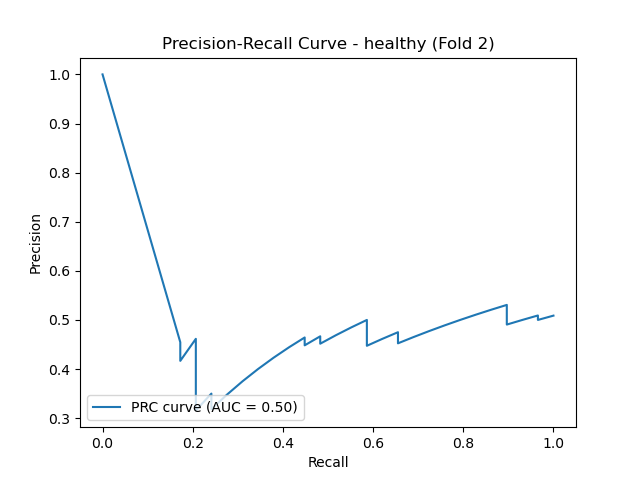 Precision-Recall Curve - healthy (Fold 2)
1.0
0.9
0.8
0.7
0.6
0.5
0.4
0.3
Precision
PRC curve (AUC = 0.50)
0.0 0.2 0.4 0.6 0.8 1.0
Recall